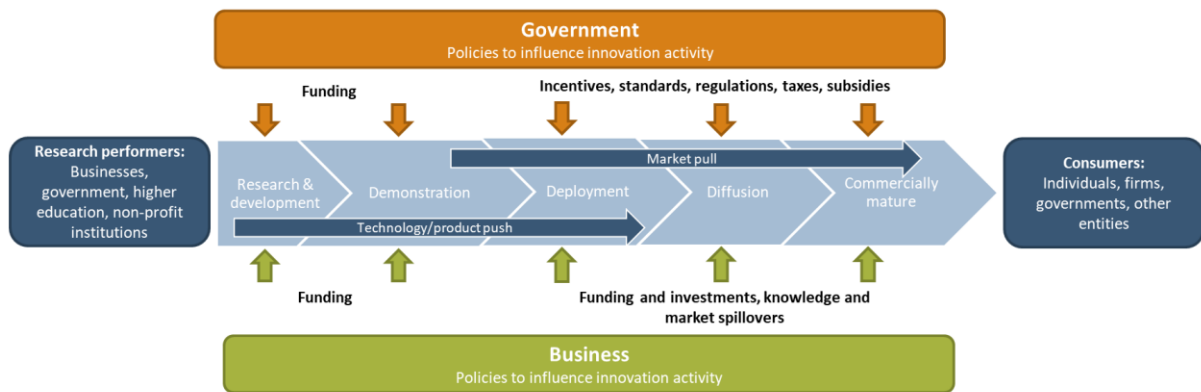 Government
Policies to influence innovation activity
Funding
Incentives, standards, regulations, taxes, subsidies
Research performers:
Businesses,
government, higher
education, non-profit
institutions
Market pull
Research &
development
Demonstration
Deployment
Diffusion
Commercially
mature
Technology/product push
Consumers:
Individuals, firms,
governments, other
entities
Funding
Funding and investments, knowledge and
market spillovers
Business
Policies to influence innovation activity